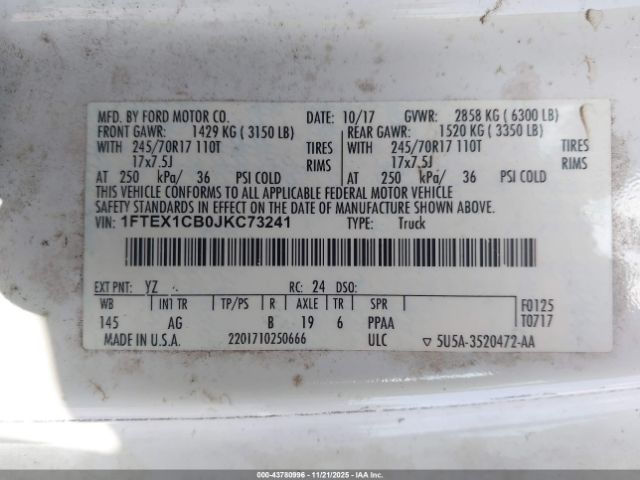 MFD. BY FORD MOTOR CO. DATE: 10/17 GVWR: 2858 KG ( 6300 LB)
FRONT GAWR: 1429 KG ( 3150 LB) REAR GAWR: 1520 KG ( 3350 LB)
WITH 245/70R17 110T TIRES WITH 245/70R17 110T TIRES
17x7.5J RIMS 17x7.5J RIMS
AT 250 kPa/ 36 PSI COLD AT 250 kPa/ 36 PSI COLD
THIS VEHICLE CONFORMS TO ALL APPLICABLE FEDERAL MOTOR VEHICLE
SAFETY STANDARDS IN EFFECT ON THE DATE OF MANUFACTURE SHOWN ABOVE.
VIN: 1FTEX1CB0JKC73241 TYPE: Truck
EXT PNT: YZ RC: 24 DSO:
WB INT TR TP/PS R AXLE TR SPR F0125
145 AG B 19 6 PPAA T0717
MADE IN U.S.A. 2201710250666 ULC ▽ 5U5A-3520472-AA
000-43780996 - 11/21/2025 - IAA Inc.